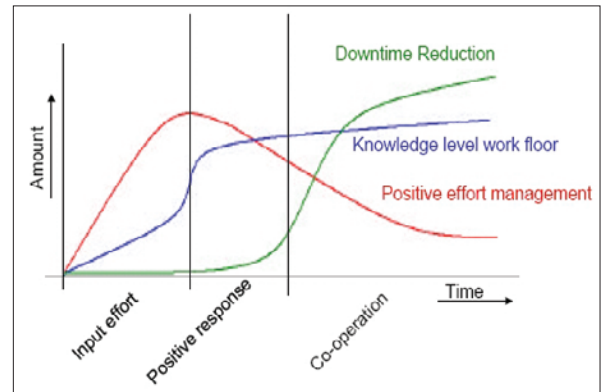 Downtime Reduction
Knowledge level work floor
Positive effort management
Amount
Time
Input effort
Positive response
Co-operation